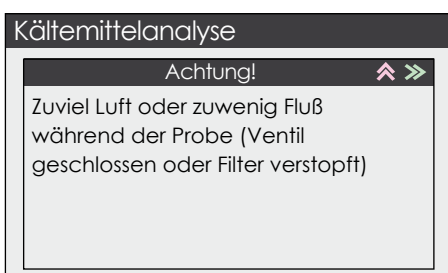 Kältemittelanalyse
Achtung!
Zuviel Luft oder zuwenig Fluß
während der Probe (Ventil
geschlossen oder Filter verstopft)